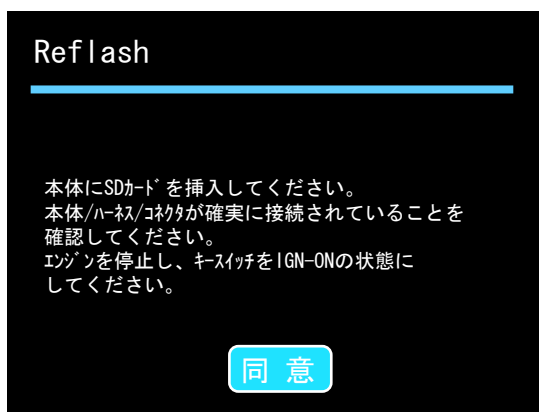 Reflash
本体にSDｶｰﾄﾞを挿入してください。
本体/ﾊｰﾈｽ/ｺﾈｸﾀが確実に接続されていることを
確認してください。
ｴﾝｼﾞﾝを停止し、ｷｰｽｲｯﾁをIGN-ONの状態に
してください。
同 意